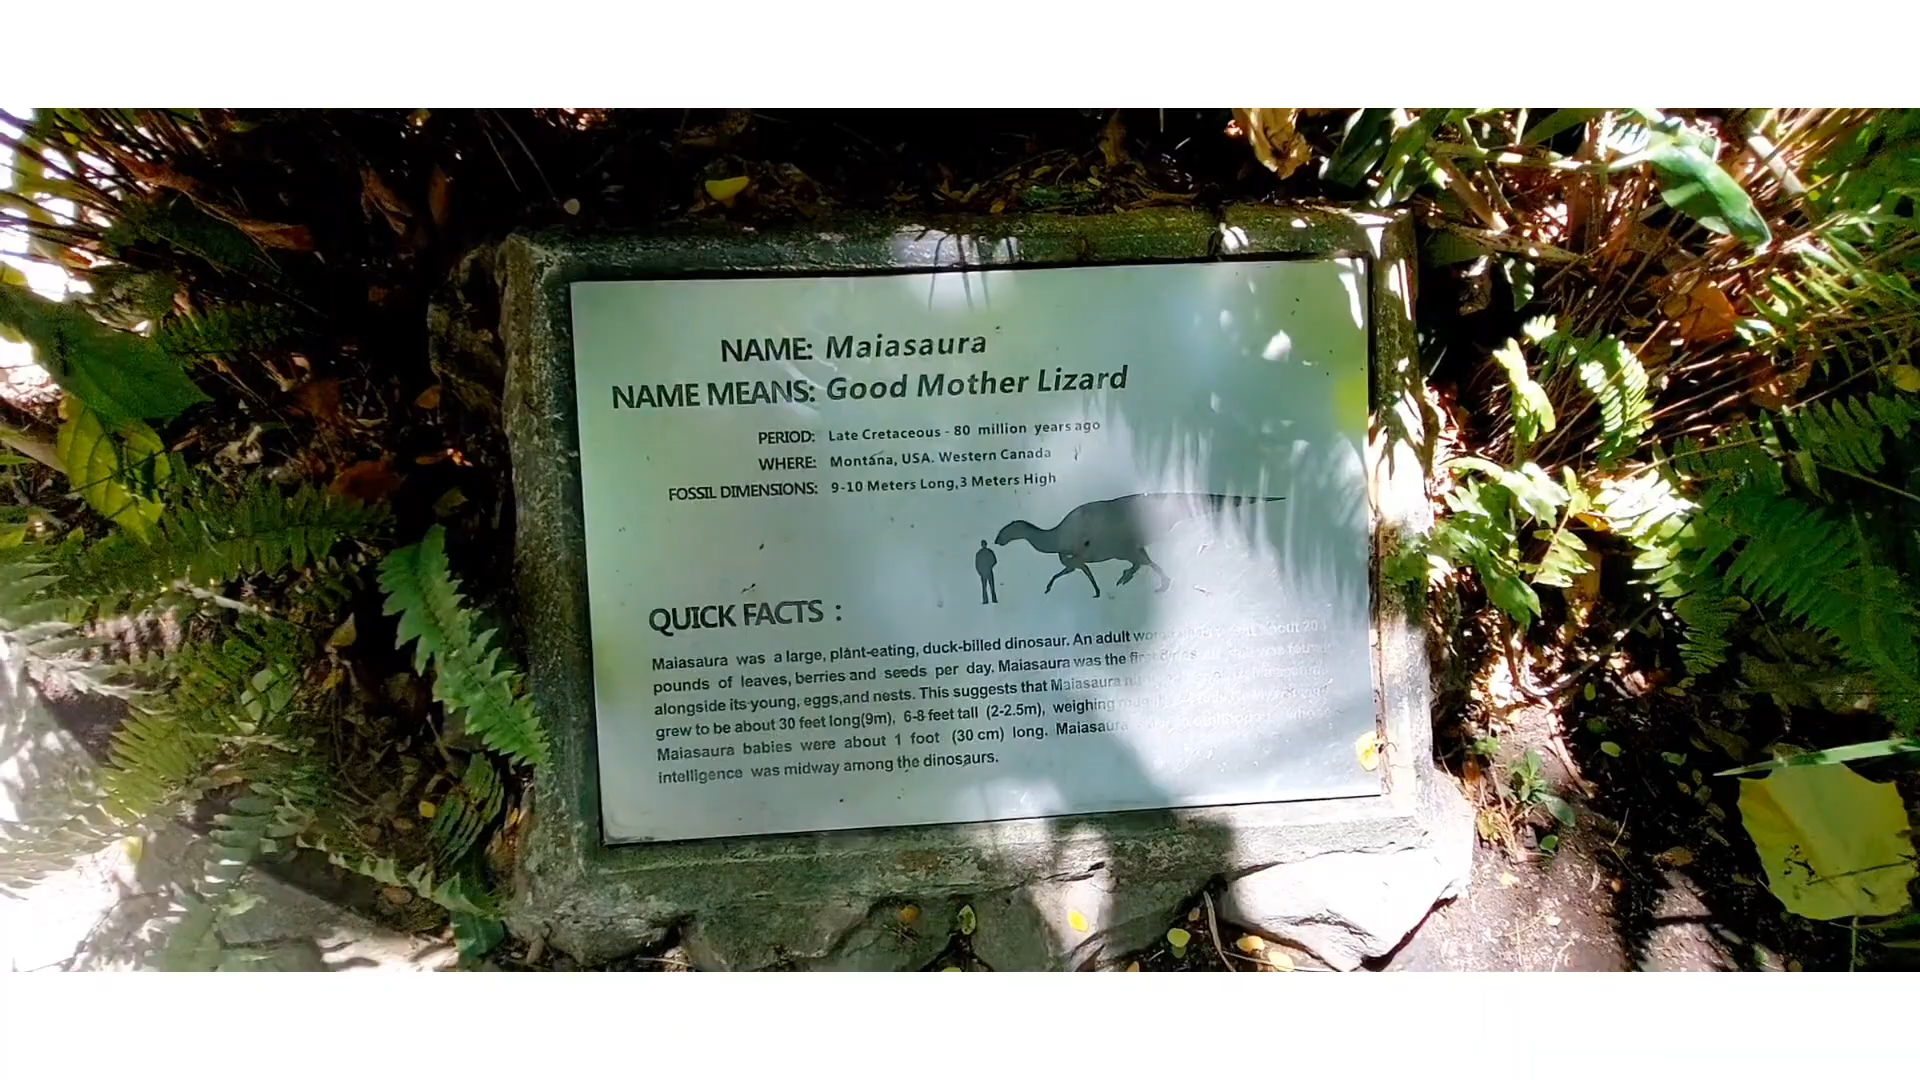 NAME: Maiasaura
NAME MEANS: Good Mother Lizard
PERIOD: Late Cretaceous - 80 million years ago
WHERE: Montana, USA. Western Canada
FOSSIL DIMENSIONS: 9-10 Meters Long,3 Meters High
QUICK FACTS :
Maiasaura was a large, plant-eating, duck-billed dinosaur. An adult about 20
pounds of leaves, berries and seeds per day. Maiasaura was the first was found
alongside its young, eggs,and nests. This suggests that Maiasaura
grew to be about 30 feet long(9m), 6-8 feet tall (2-2.5m), weighing
Maiasaura babies were about 1 foot (30 cm) long. Maiasaura
intelligence was midway among the dinosaurs.